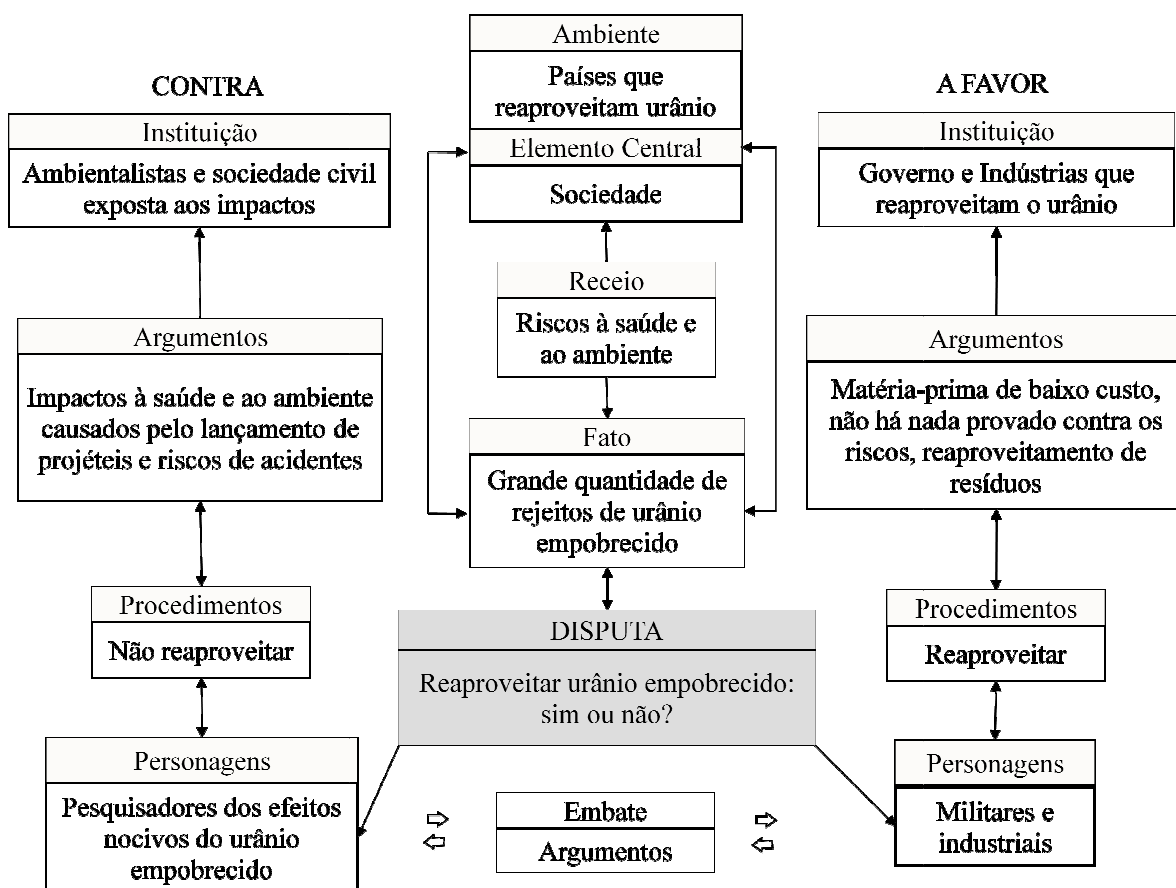 CONTRA
Instituição
Ambientalistas e sociedade civil
exposta aos impactos
Argumentos
Impactos à saúde e ao ambiente
causados pelo lançamento de
projéteis e riscos de acidentes
Procedimentos
Não reaproveitar
Personagens
Pesquisadores dos efeitos
nocivos do urânio
empobrecido
Ambiente
Países que
reaproveitam urânio
Elemento Central
Sociedade
Receio
Riscos à saúde e
ao ambiente
Fato
Grande quantidade de
rejeitos de urânio
empobrecido
DISPUTA
Reaproveitar urânio empobrecido:
sim ou não?
Embate
Argumentos
A FAVOR
Instituição
Governo e Indústrias que
reaproveitam o urânio
Argumentos
Matéria-prima de baixo custo,
não há nada provado contra os
riscos, reaproveitamento de
resíduos
Procedimentos
Reaproveitar
Personagens
Militares e
industriais